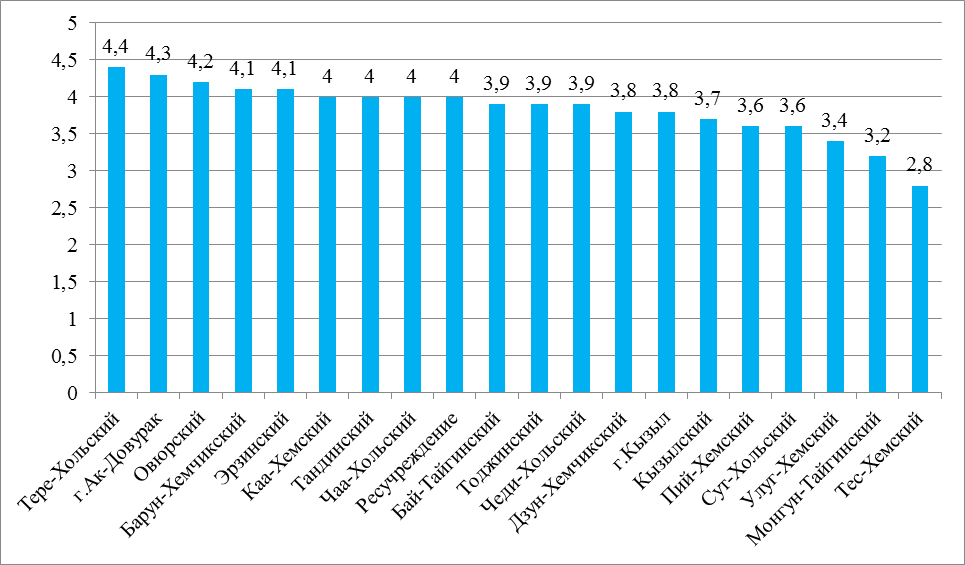 5
4,5
4
3,5
3
2,5
2
1,5
1
0,5
0
4,4
4,3
4,2
4,1
4,1
4
4
4
4
3,9
3,9
3,9
3,8
3,8
3,7
3,6
3,6
3,4
3,2
2,8
Тере-Хольский
г.Ак-Довурак
Овюрский
Барун-Хемчикский
Эрзинский
Каа-Хемский
Тандинский
Чаа-Хольский
Ресучреждение
Бай-Тайгинский
Тоджинский
Чеди-Хольский
Дзун-Хемчикский
г.Кызыл
Кызылский
Пий-Хемский
Сут-Хольский
Улуг-Хемский
Монгун-Тайгинский
Тес-Хемский